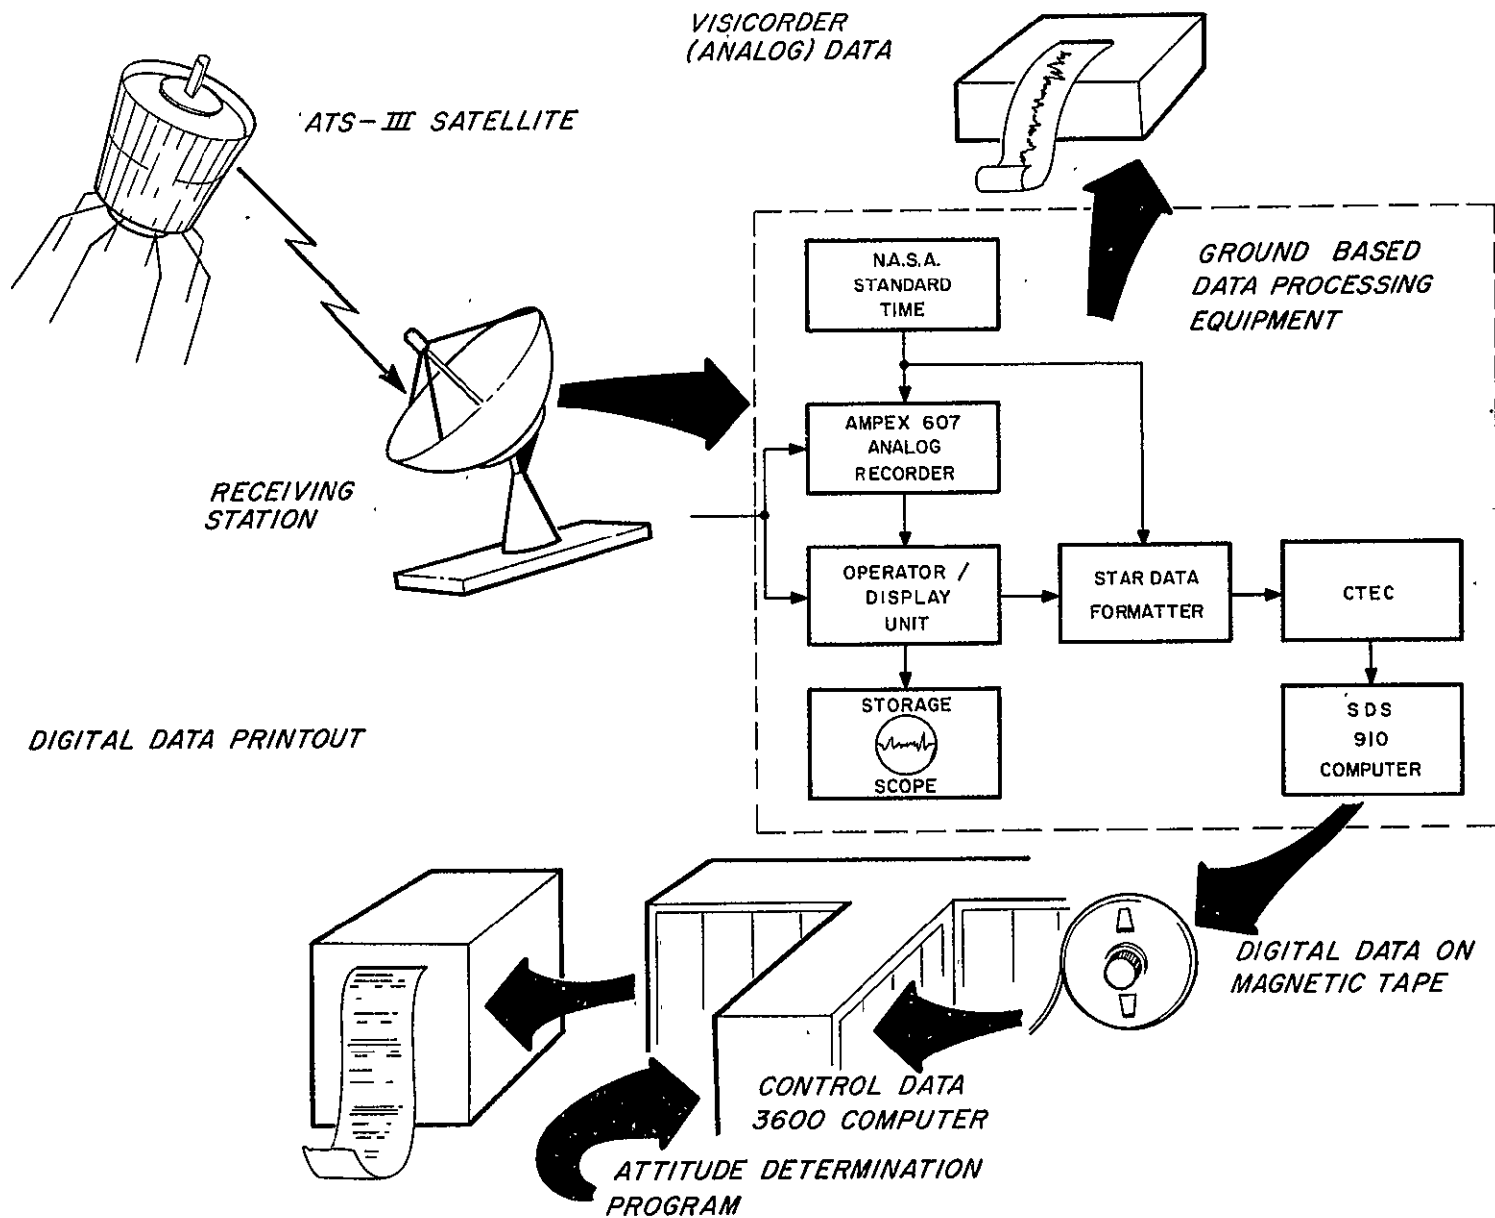 VISICORDER
(ANALOG) DATA
ATS-III SATELLITE
GROUND BASED
DATA PROCESSING
EQUIPMENT
N.A.S.A.
STANDARD
TIME
AMPEX 607
ANALOG
RECORDER
RECEIVING
STATION
OPERATOR /
DISPLAY
UNIT
STAR DATA
FORMATTER
CTEC
STORAGE
SCOPE
SDS
910
COMPUTER
DIGITAL DATA PRINTOUT
DIGITAL DATA ON
MAGNETIC TAPE
CONTROL DATA
3600 COMPUTER
ATTITUDE DETERMINATION
PROGRAM